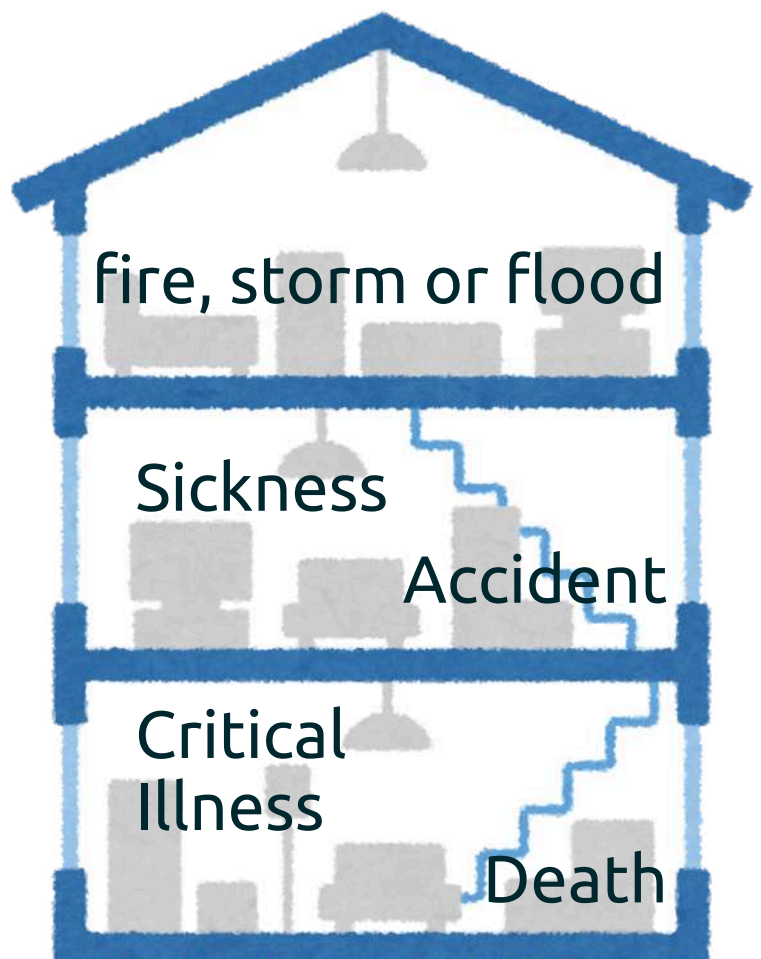 fire, storm or flood
Sickness
Accident
Critical
Illness
Death